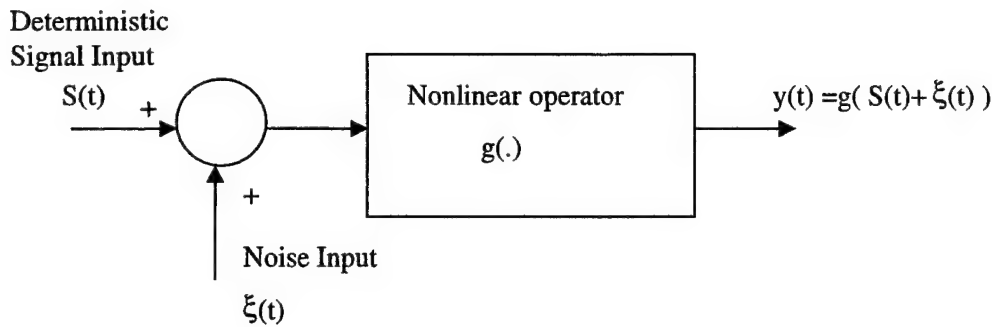 Deterministic
Signal Input
S(t)
+
Nonlinear operator
g(.)
y(t) =g( S(t)+ ξ(t) )
+
Noise Input
ξ(t)